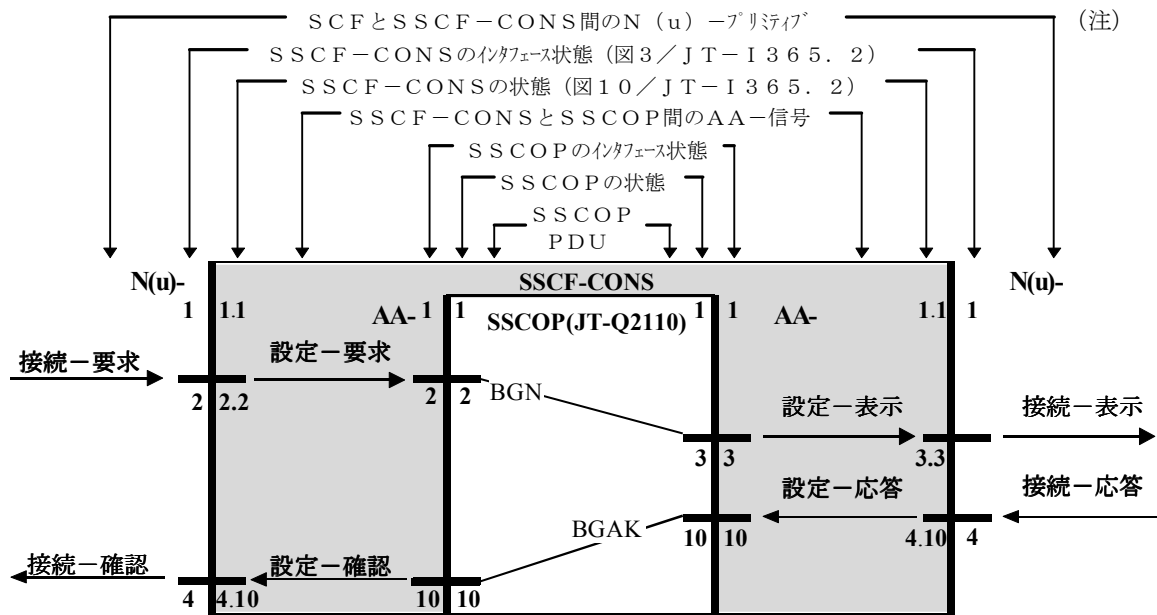 SCFとSSCF-CONS間のN(u)-プリミティブ (注)
SSCF-CONSのインタフェース状態(図3/JT-I365.2)
SSCF-CONSの状態(図10/JT-I365.2)
SSCF-CONSとSSCOP間のAA-信号
SSCOPのインタフェース状態
SSCOPの状態
SSCOP
PDU
N(u)- SSCF-CONS N(u)-
1 1.1 AA- 1 1 SSCOP(JT-Q2110) 1 1 AA- 1.1 1
接続-要求 設定-要求
2 2.2 2 2 BGN
設定-表示 接続-表示
3 3 3.3
設定-応答 接続-応答
BGAK 10 10 4.10 4
接続-確認 設定-確認
4 4.10 10 10